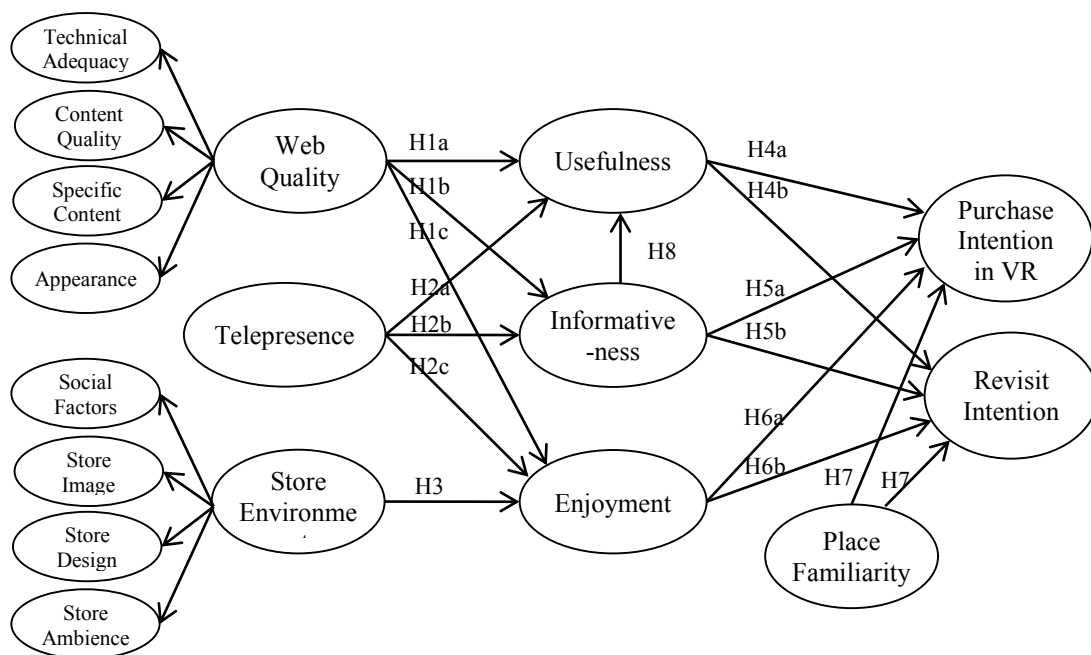 Technical
Adequacy
Content
Quality
Specific
Content
Appearance
Web
Quality
Telepresence
Social
Factors
Store
Image
Store
Design
Store
Ambience
Store
Environme
H1a
H1b
H1c
H2a
H2b
H2c
H3
Usefulness
H8
Informative
-ness
Enjoyment
H4a
H4b
H5a
H5b
H6a
H6b
H7
H7
Purchase
Intention
in VR
Revisit
Intention
Place
Familiarity